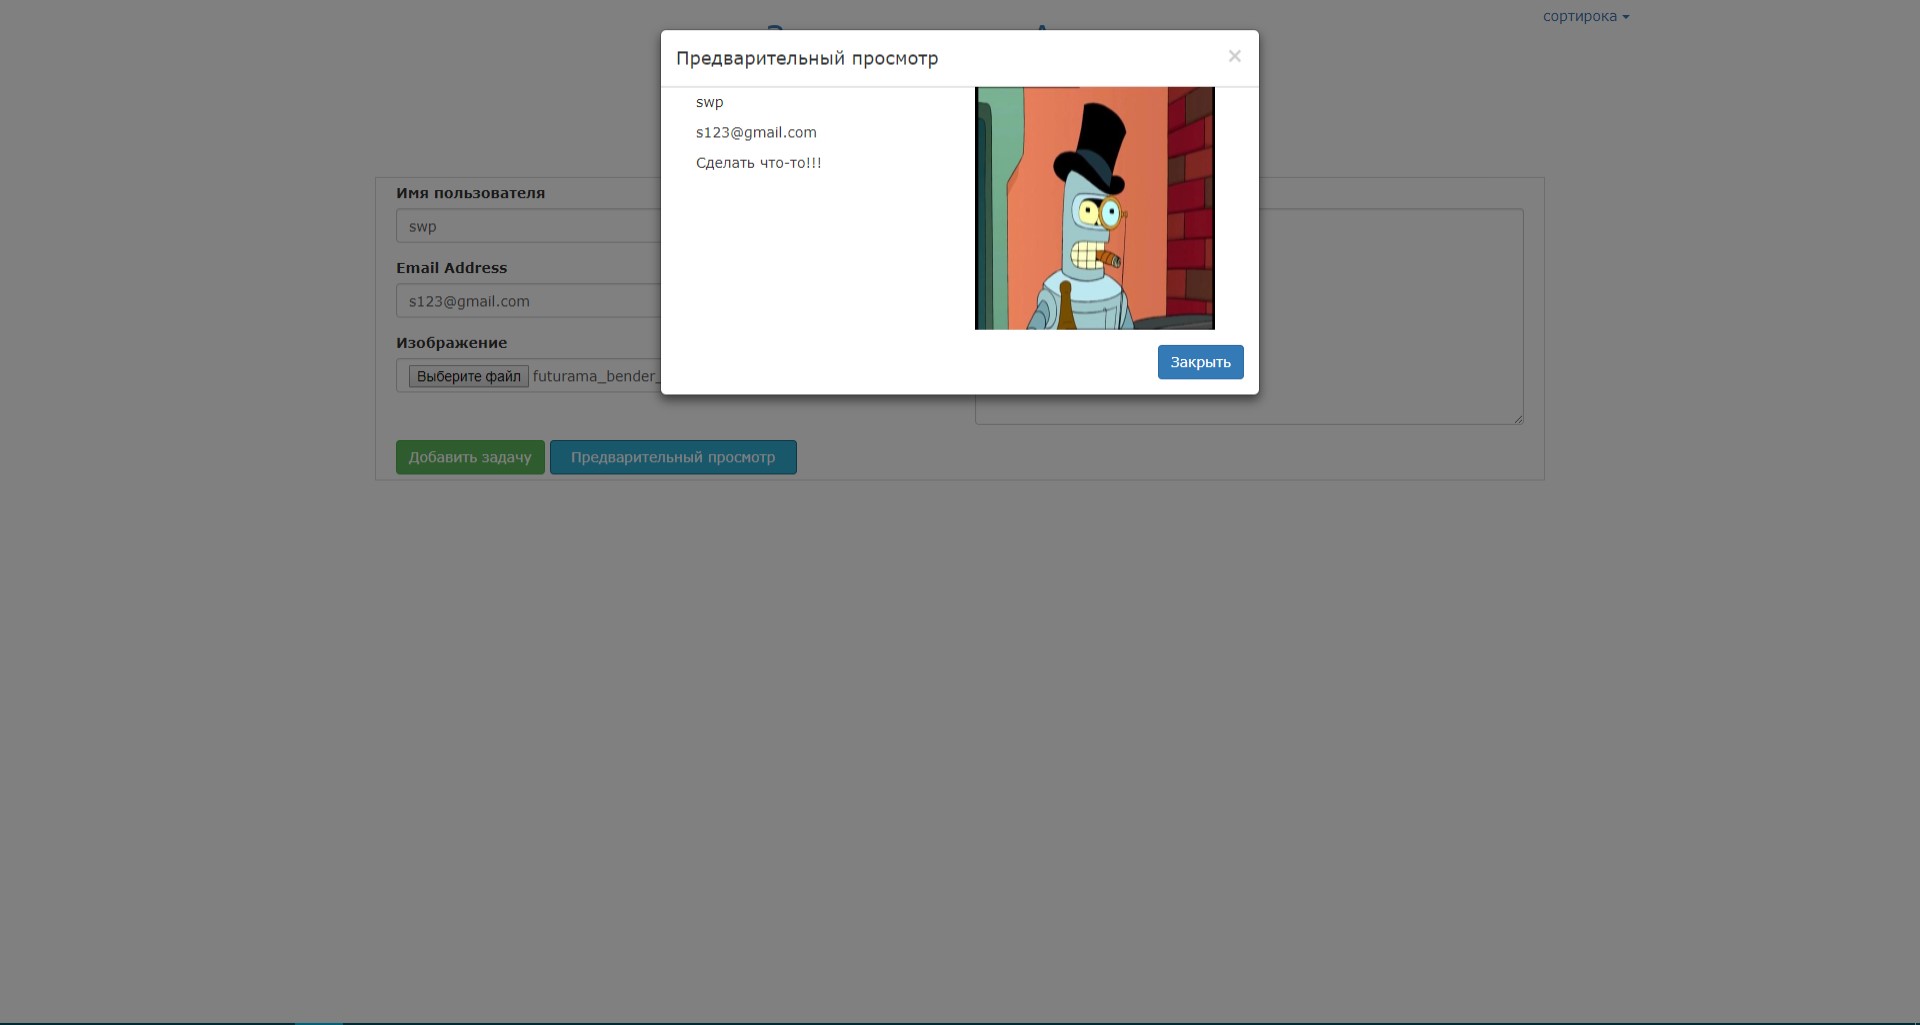 сортирока
Предварительный просмотр
×
swp
s123@gmail.com
Сделать что-то!!!
Закрыть
Имя пользователя
swp
Email Address
s123@gmail.com
Изображение
Выберите файл futurama_bender_
Добавить задачу Предварительный просмотр